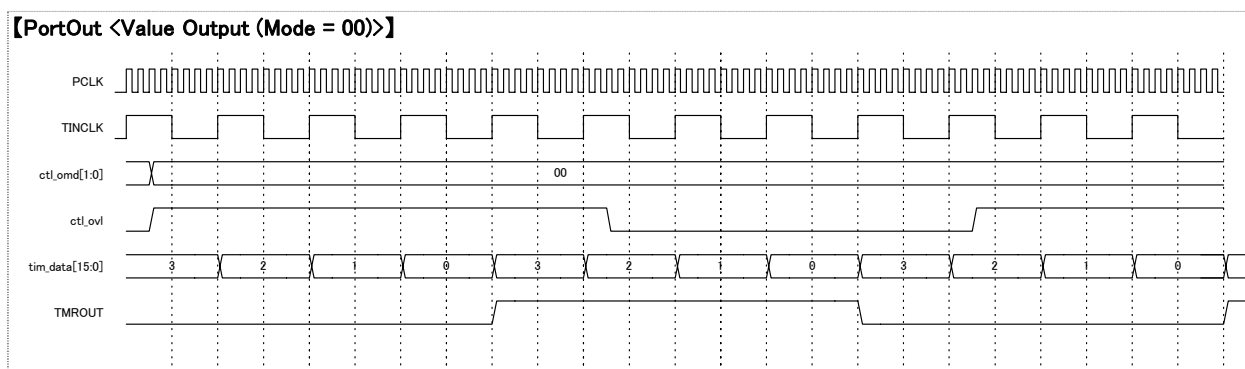 【PortOut <Value Output (Mode = 00)>】
PCLK
TINCLK
ctl_omd[1:0] 00
ctl_ovl
tim_data[15:0] 3 2 1 0 3 2 1 0 3 2 1 0
TMROUT